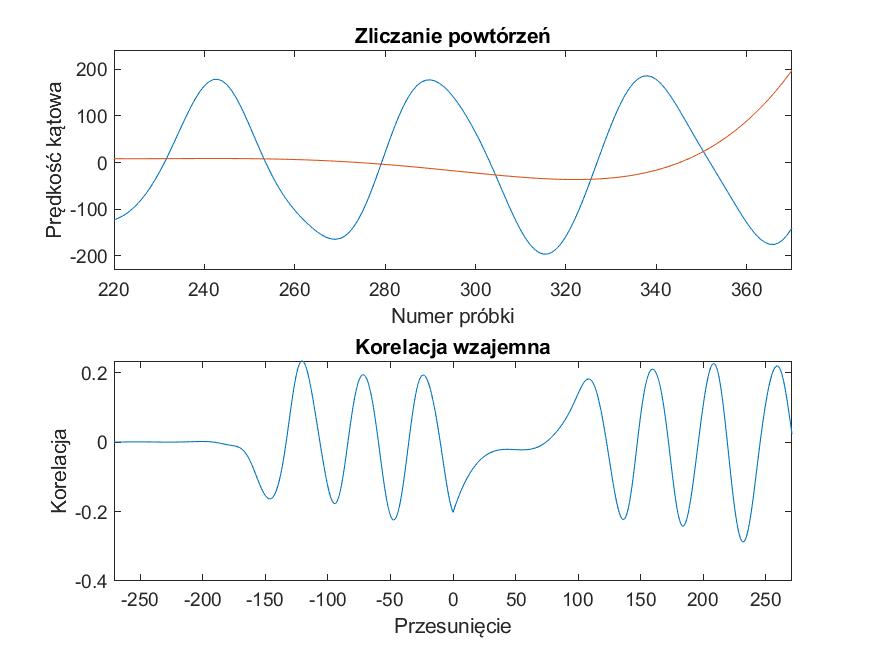 Zliczanie powtórzeń
Prędkość kątowa
200
100
0
-100
-200
220 240 260 280 300 320 340 360
Numer próbki
Korelacja wzajemna
Korelacja
0.2
0
-0.2
-0.4
-250 -200 -150 -100 -50 0 50 100 150 200 250
Przesunięcie